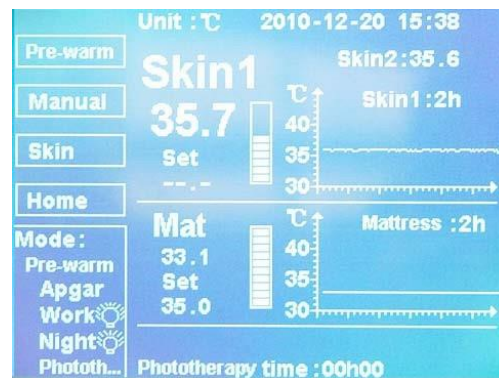 Unit : ℃ 2010-12-20 15:38
Pre-warm
Manual
Skin
Home
Mode:
Pre-warm
Apgar
Work
Night
Phototh...
Skin1
35.7
Set
--.-
Skin2:35.6
℃
Skin1:2h
40
35
30
Mat
33.1
Set
35.0
℃
Mattress :2h
40
35
30
Phototherapy time :00h00